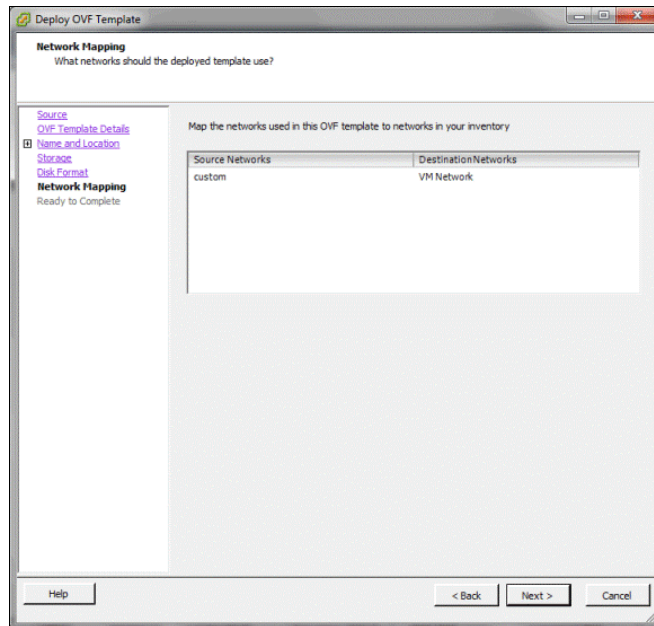 Deploy OVF Template
Network Mapping
What networks should the deployed template use?
Source
OVF Template Details
Name and Location
Storage
Disk Format
Network Mapping
Ready to Complete
Map the networks used in this OVF template to networks in your inventory
Source Networks DestinationNetworks
custom VM Network
Help < Back Next > Cancel